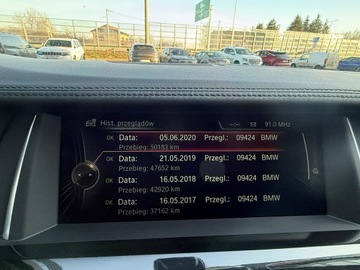 Hist. przeglądów --:-- 91.0 MHz
OK Data: 05.06.2020 Przegl.: 09424 BMW
Przebieg: 50183 km
OK Data: 21.05.2019 Przegl.: 09424 BMW
Przebieg: 47652 km
OK Data: 16.05.2018 Przegl.: 09424 BMW
Przebieg: 42920 km
OK Data: 16.05.2017 Przegl.: 09424 BMW
Przebieg: 37162 km